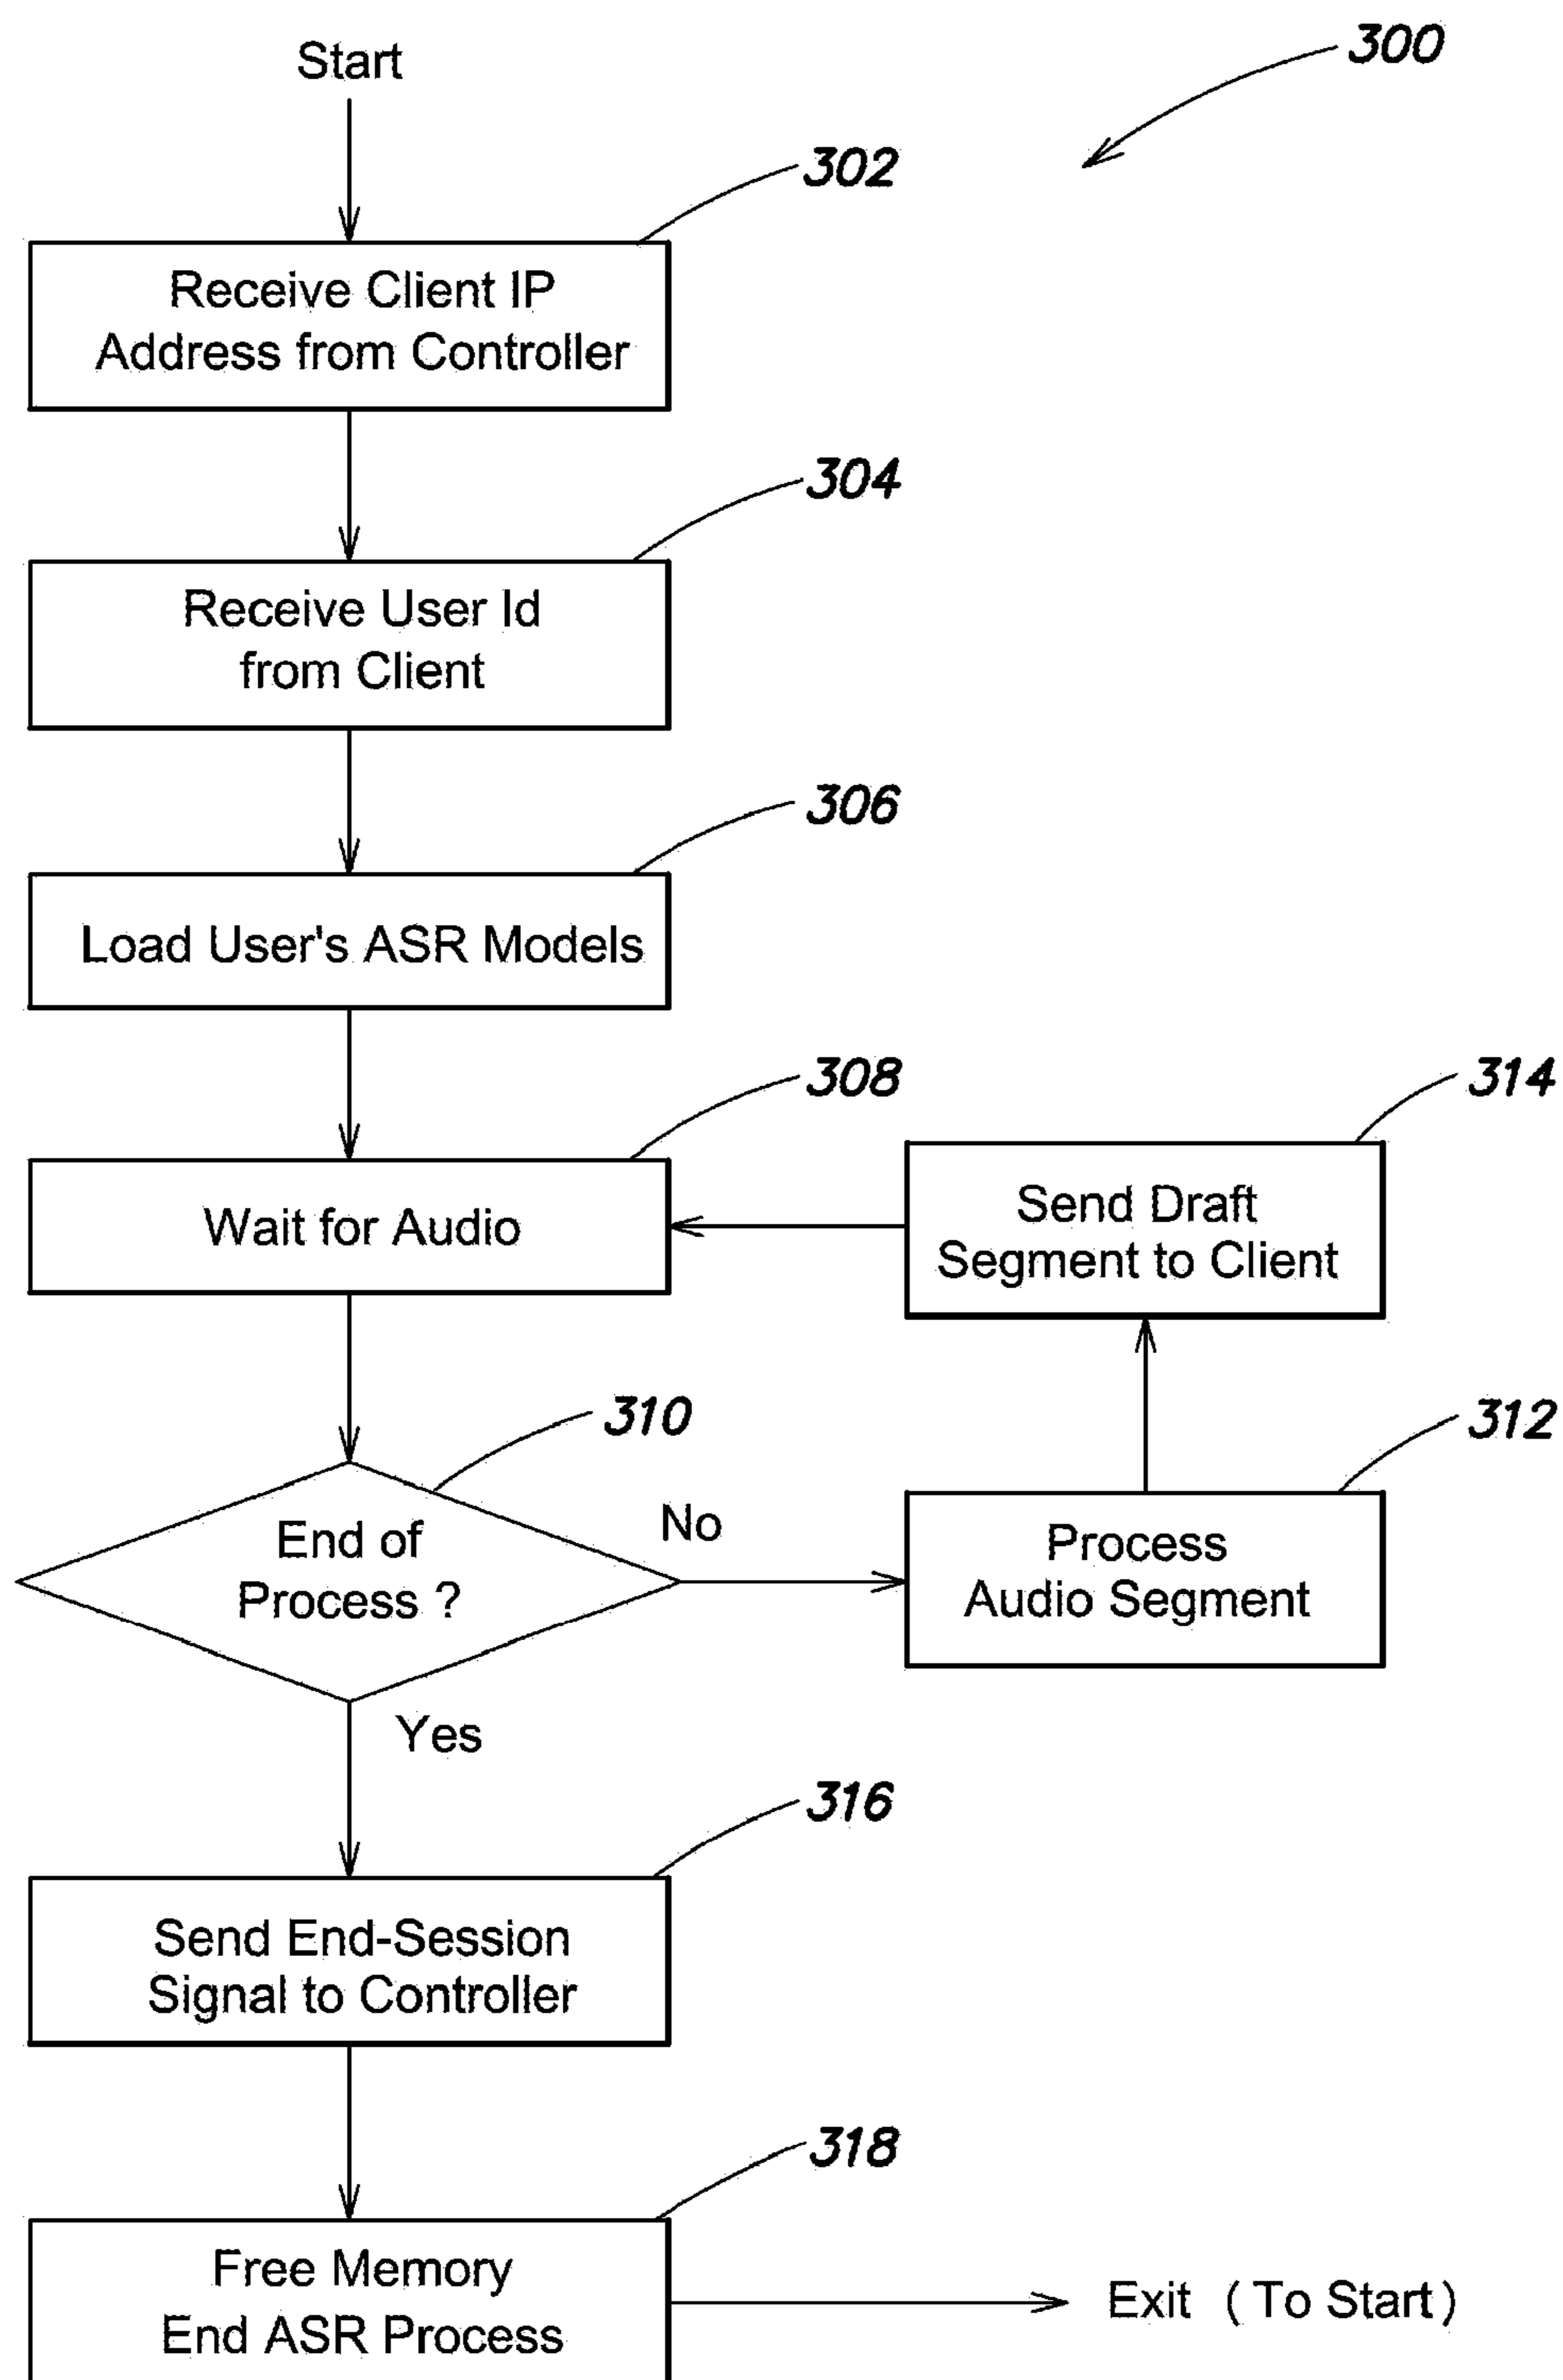 Start
300
302
Receive Client IP
Address from Controller
304
Receive User Id
from Client
306
Load User's ASR Models
308
Wait for Audio
314
Send Draft
Segment to Client
310
End of
Process ?
No
312
Process
Audio Segment
Yes
316
Send End-Session
Signal to Controller
318
Free Memory
End ASR Process
Exit ( To Start )